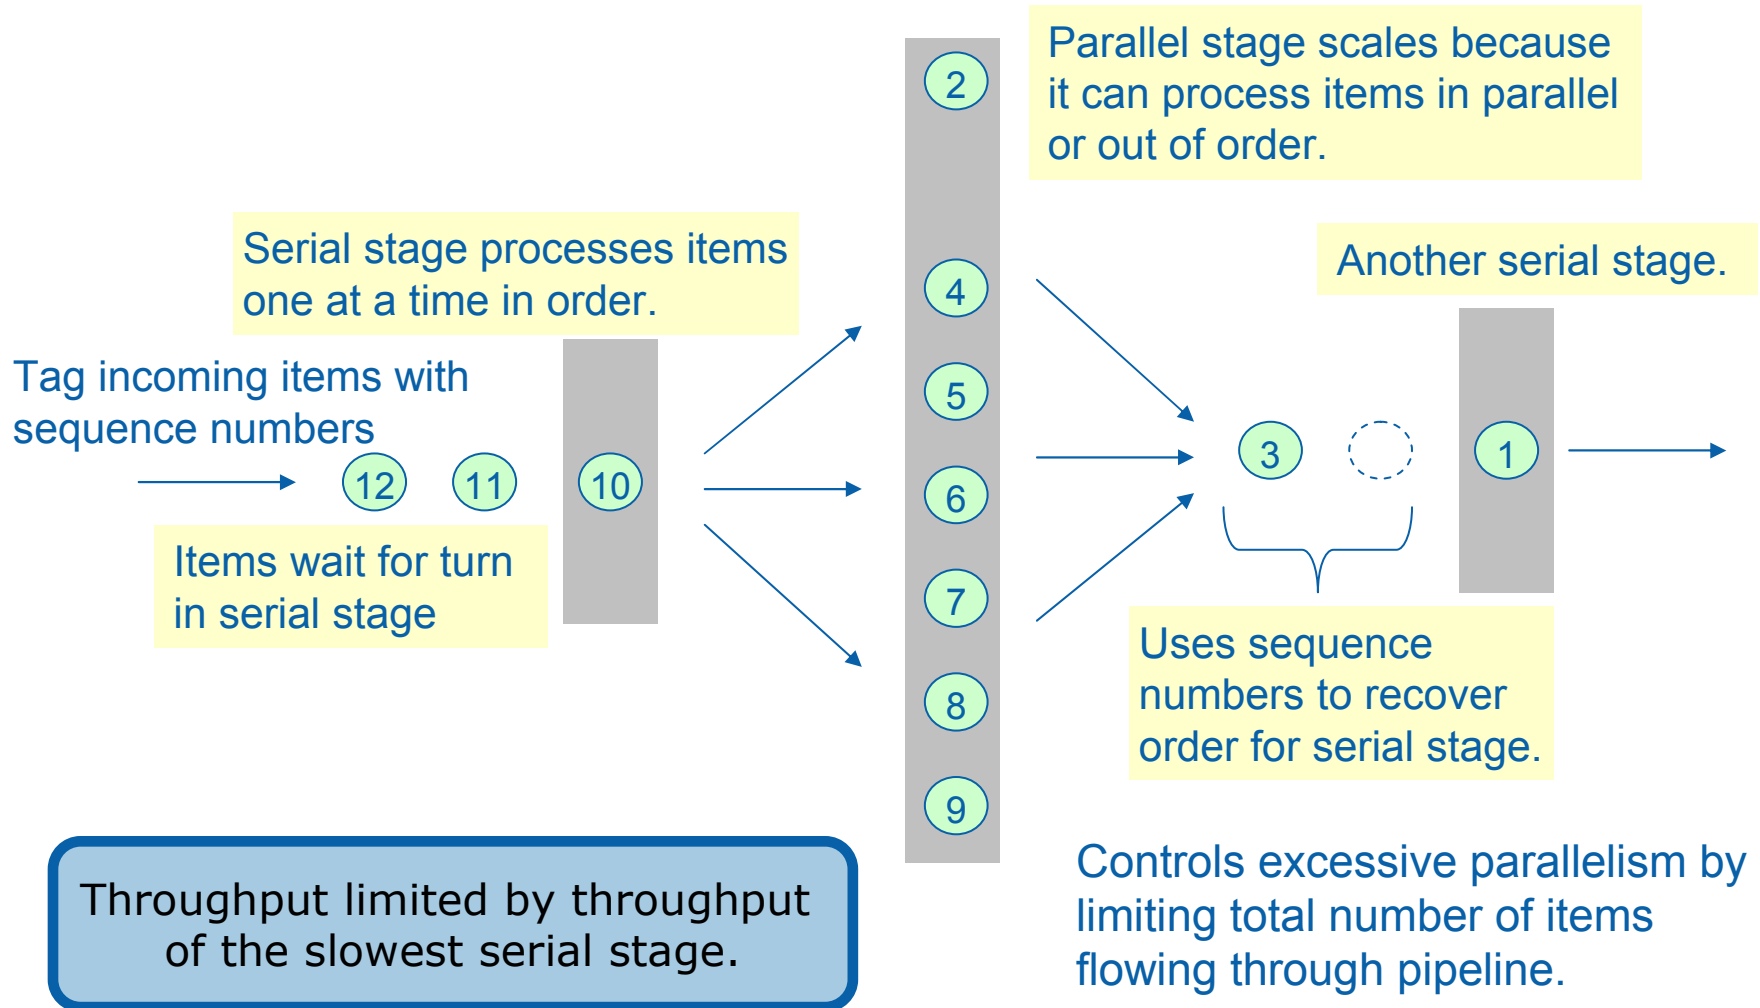 Parallel stage scales because
it can process items in parallel
or out of order.
Serial stage processes items
one at a time in order.
Another serial stage.
Tag incoming items with
sequence numbers
12
11
10
2
4
5
6
7
8
9
3
1
Items wait for turn
in serial stage
Uses sequence
numbers to recover
order for serial stage.
Throughput limited by throughput
of the slowest serial stage.
Controls excessive parallelism by
limiting total number of items
flowing through pipeline.